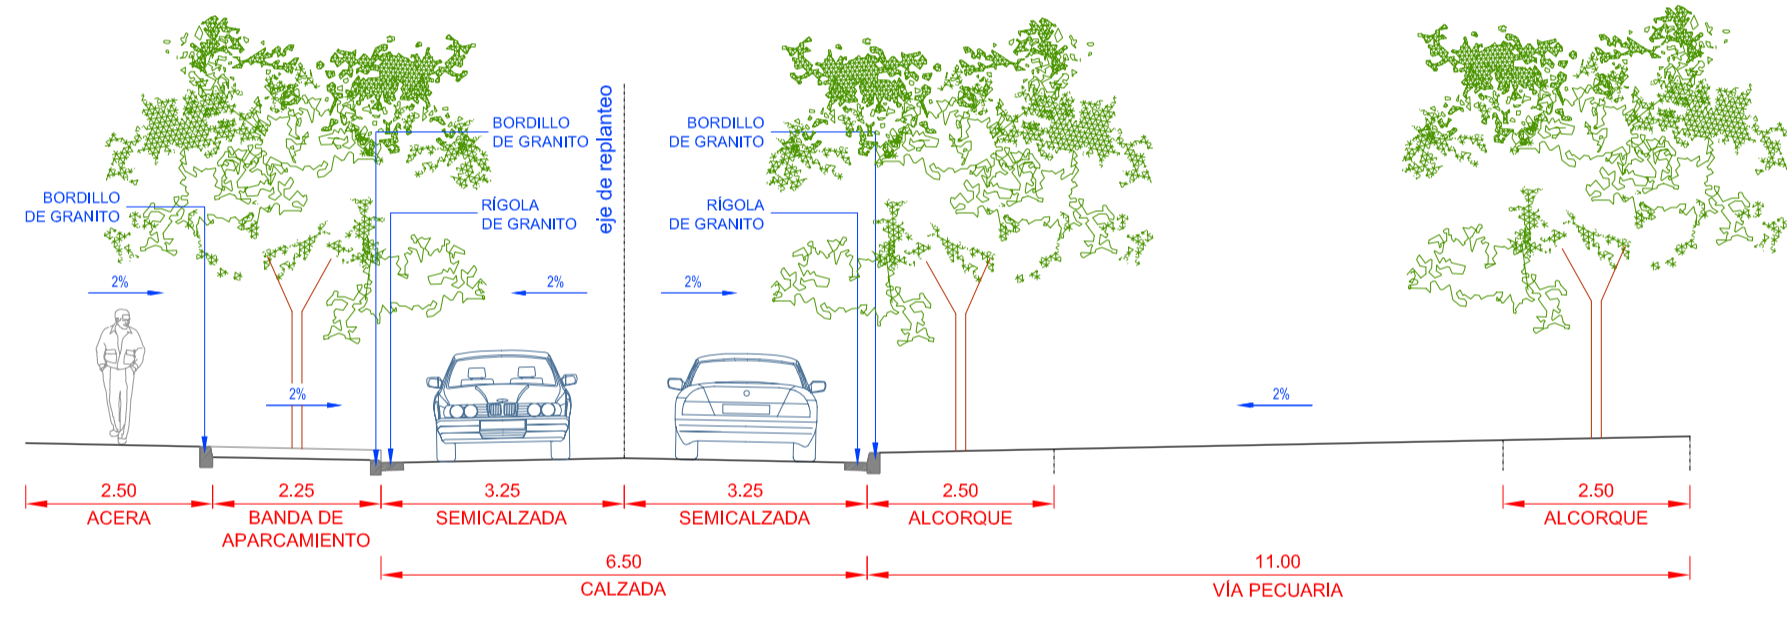 BORDILLO
DE GRANITO
eje de replanteo
BORDILLO
DE GRANITO
BORDILLO
DE GRANITO
RÍGOLA
DE GRANITO
RÍGOLA
DE GRANITO
2%
2%
2%
2%
2%
2.50
2.25
3.25
3.25
2.50
2.50
ACERA
BANDA DE
APARCAMIENTO
SEMICALZADA
SEMICALZADA
ALCORQUE
ALCORQUE
6.50
11.00
CALZADA
VÍA PECUARIA